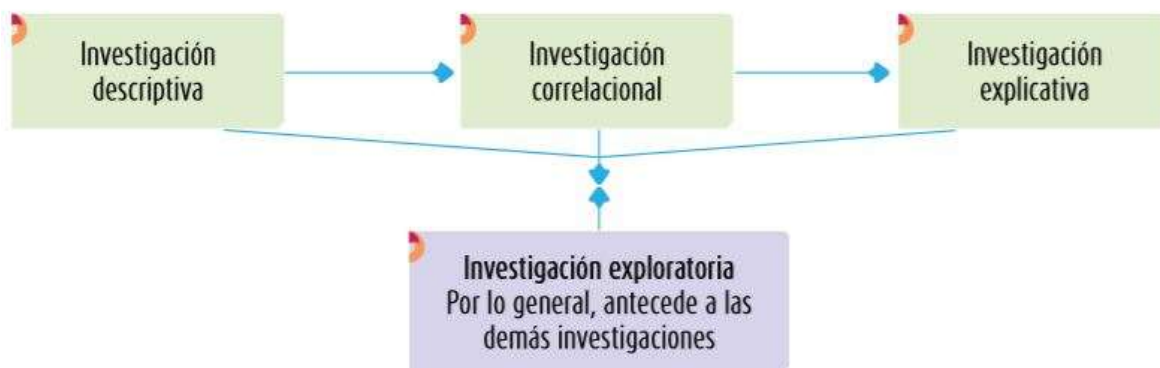 Investigación
descriptiva
Investigación
correlacional
Investigación
explicativa
Investigación exploratoria
Por lo general, antecede a las
demás investigaciones